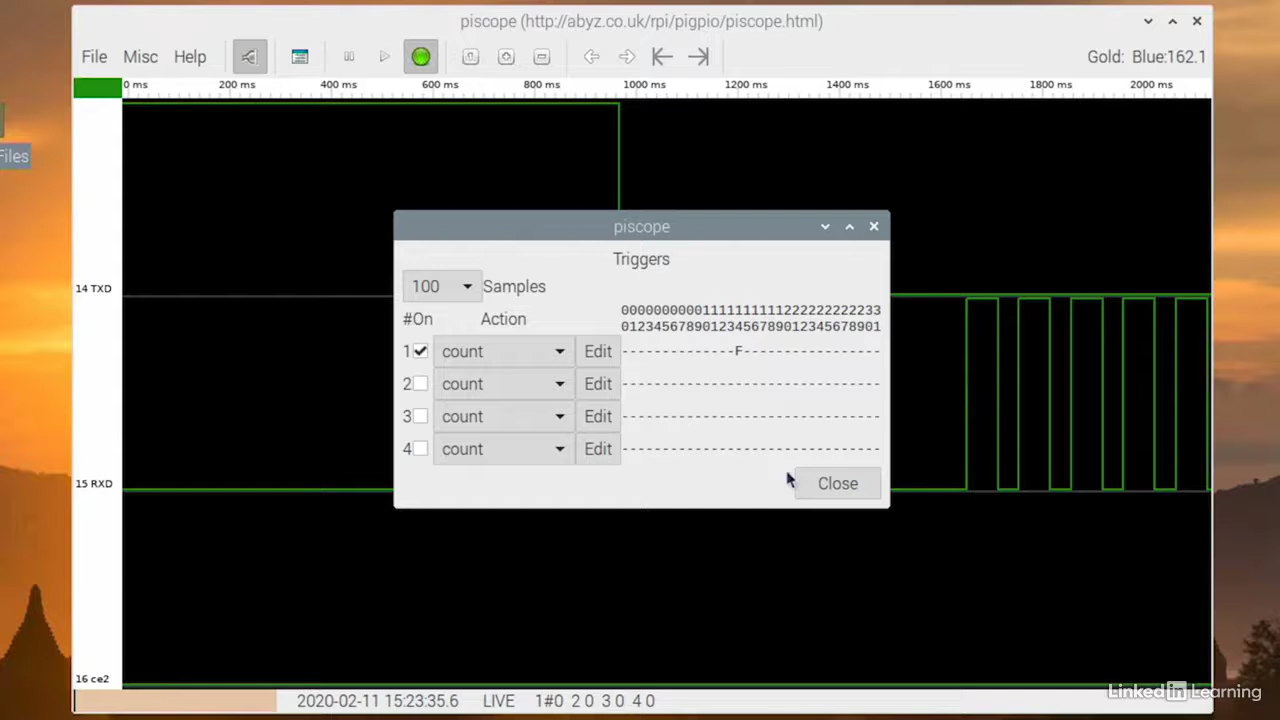 piscope (http://abyz.co.uk/rpi/pigpio/piscope.html)
File Misc Help
Gold: Blue:162.1
0 ms 200 ms 400 ms 600 ms 800 ms 1000 ms 1200 ms 1400 ms 1600 ms 1800 ms 2000 ms
Files
piscope
Triggers
100 Samples
00000000001111111111222222222233
#On Action
01234567890123456789012345678901
1 count Edit --------------F-----------------
2 count Edit --------------------------------
3 count Edit --------------------------------
4 count Edit --------------------------------
Close
14 TXD
15 RXD
16 ce2
2020-02-11 15:23:35.6 LIVE 1#0 2 0 3 0 4 0
Linked in Learning